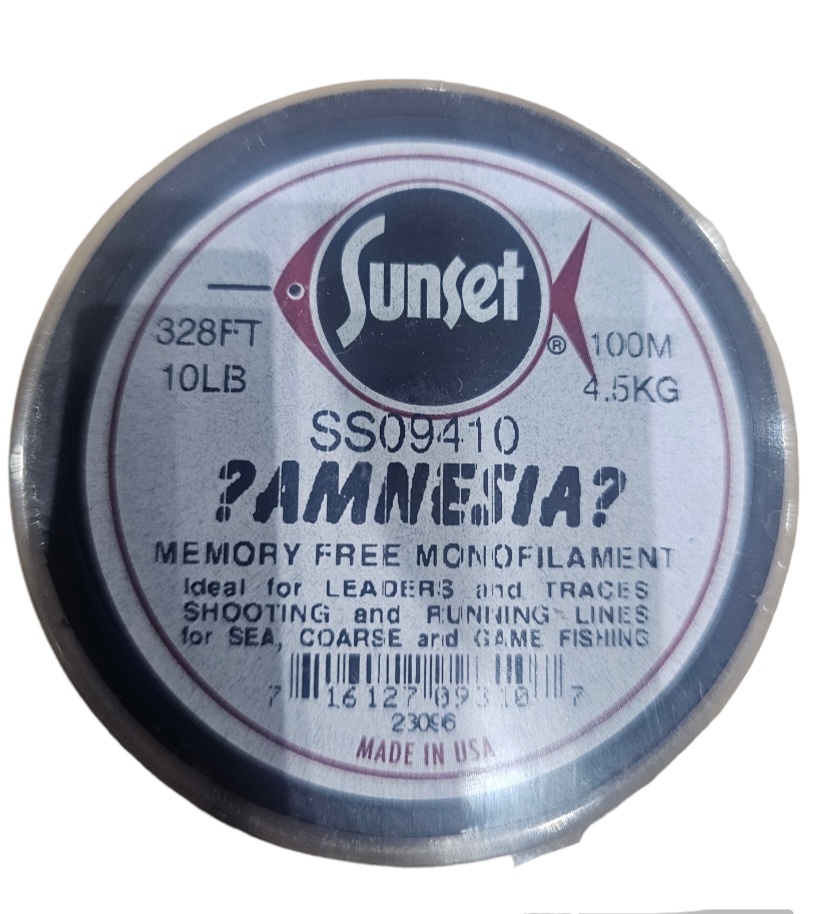 Sunset
®
328FT 100M
10LB 4.5KG
SS09410
?AMNESIA?
MEMORY FREE MONOFILAMENT
Ideal for LEADERS and TRACES
SHOOTING and RUNNING LINES
for SEA, COARSE and GAME FISHING
7 16127 09310 7
23096
MADE IN USA